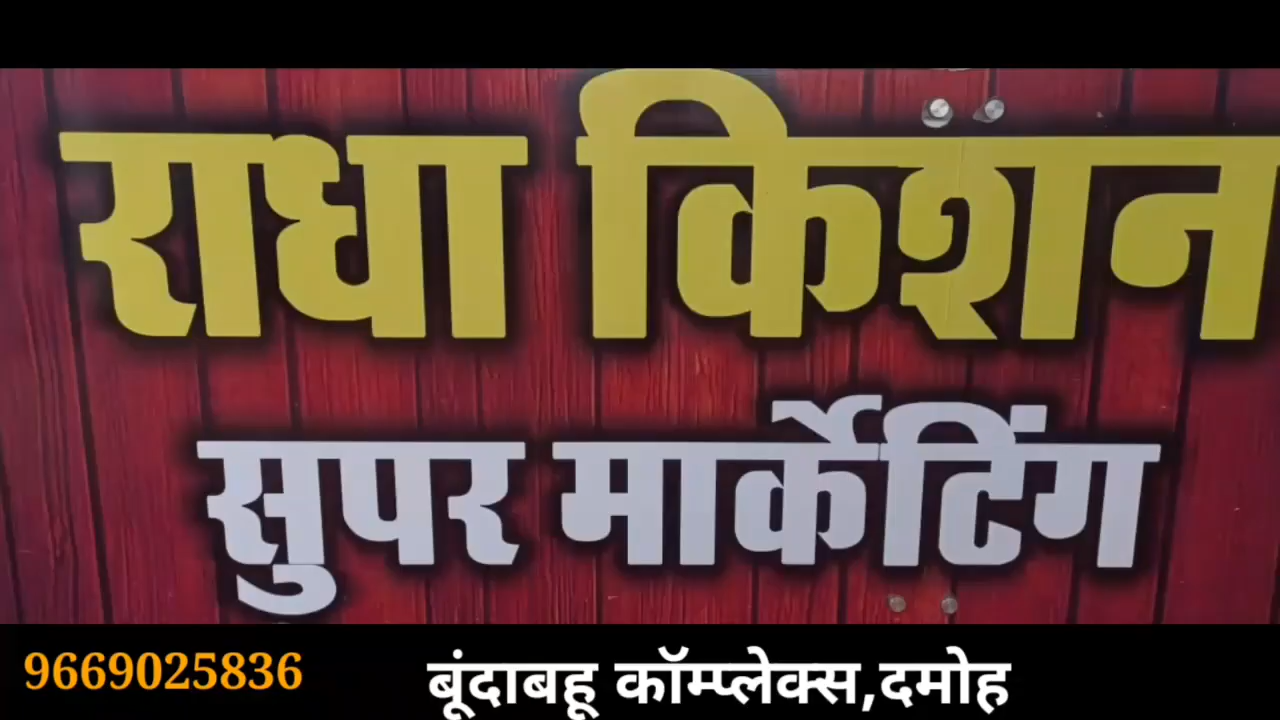 राधा किशन
सुपर मार्केटिंग
9669025836 बूंदाबहू कॉम्प्लेक्स,दमोह